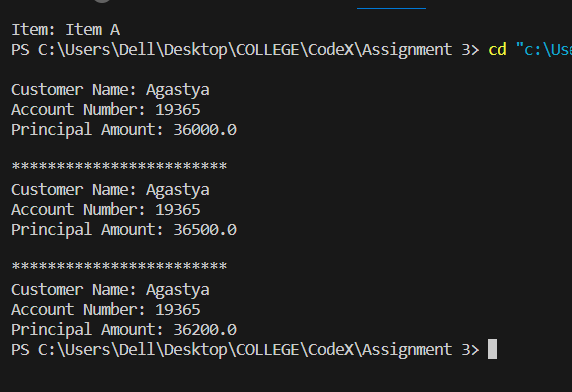 Item: Item A
PS C:\Users\Dell\Desktop\COLLEGE\CodeX\Assignment 3> cd "c:\Use
Customer Name: Agastya
Account Number: 19365
Principal Amount: 36000.0
************************
Customer Name: Agastya
Account Number: 19365
Principal Amount: 36500.0
************************
Customer Name: Agastya
Account Number: 19365
Principal Amount: 36200.0
PS C:\Users\Dell\Desktop\COLLEGE\CodeX\Assignment 3>